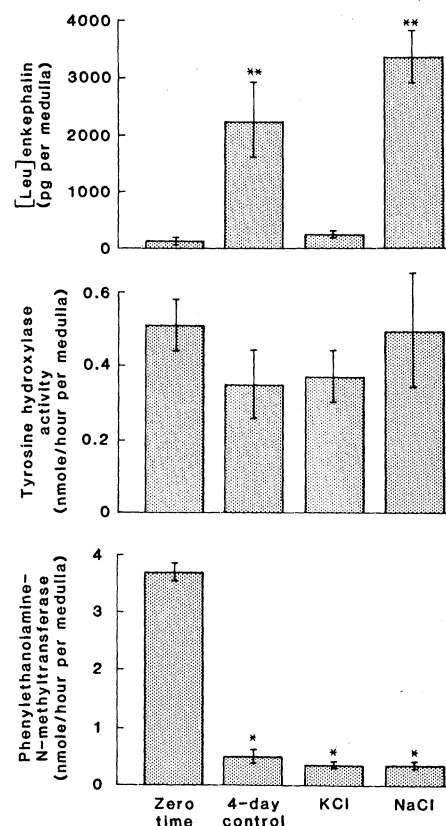 4000
3000
2000
1000
0
[Leu]enkephalin
(pg per medulla)
**
**
0.6
0.4
0.2
0
Tyrosine hydroxylase
activity
(nmole/hour per medulla)
4
3
2
1
0
Phenylethanolamine-
N-methyltransferase
(nmole/hour per medulla)
*
*
*
Zero
time
4-day
control
KCl
NaCl